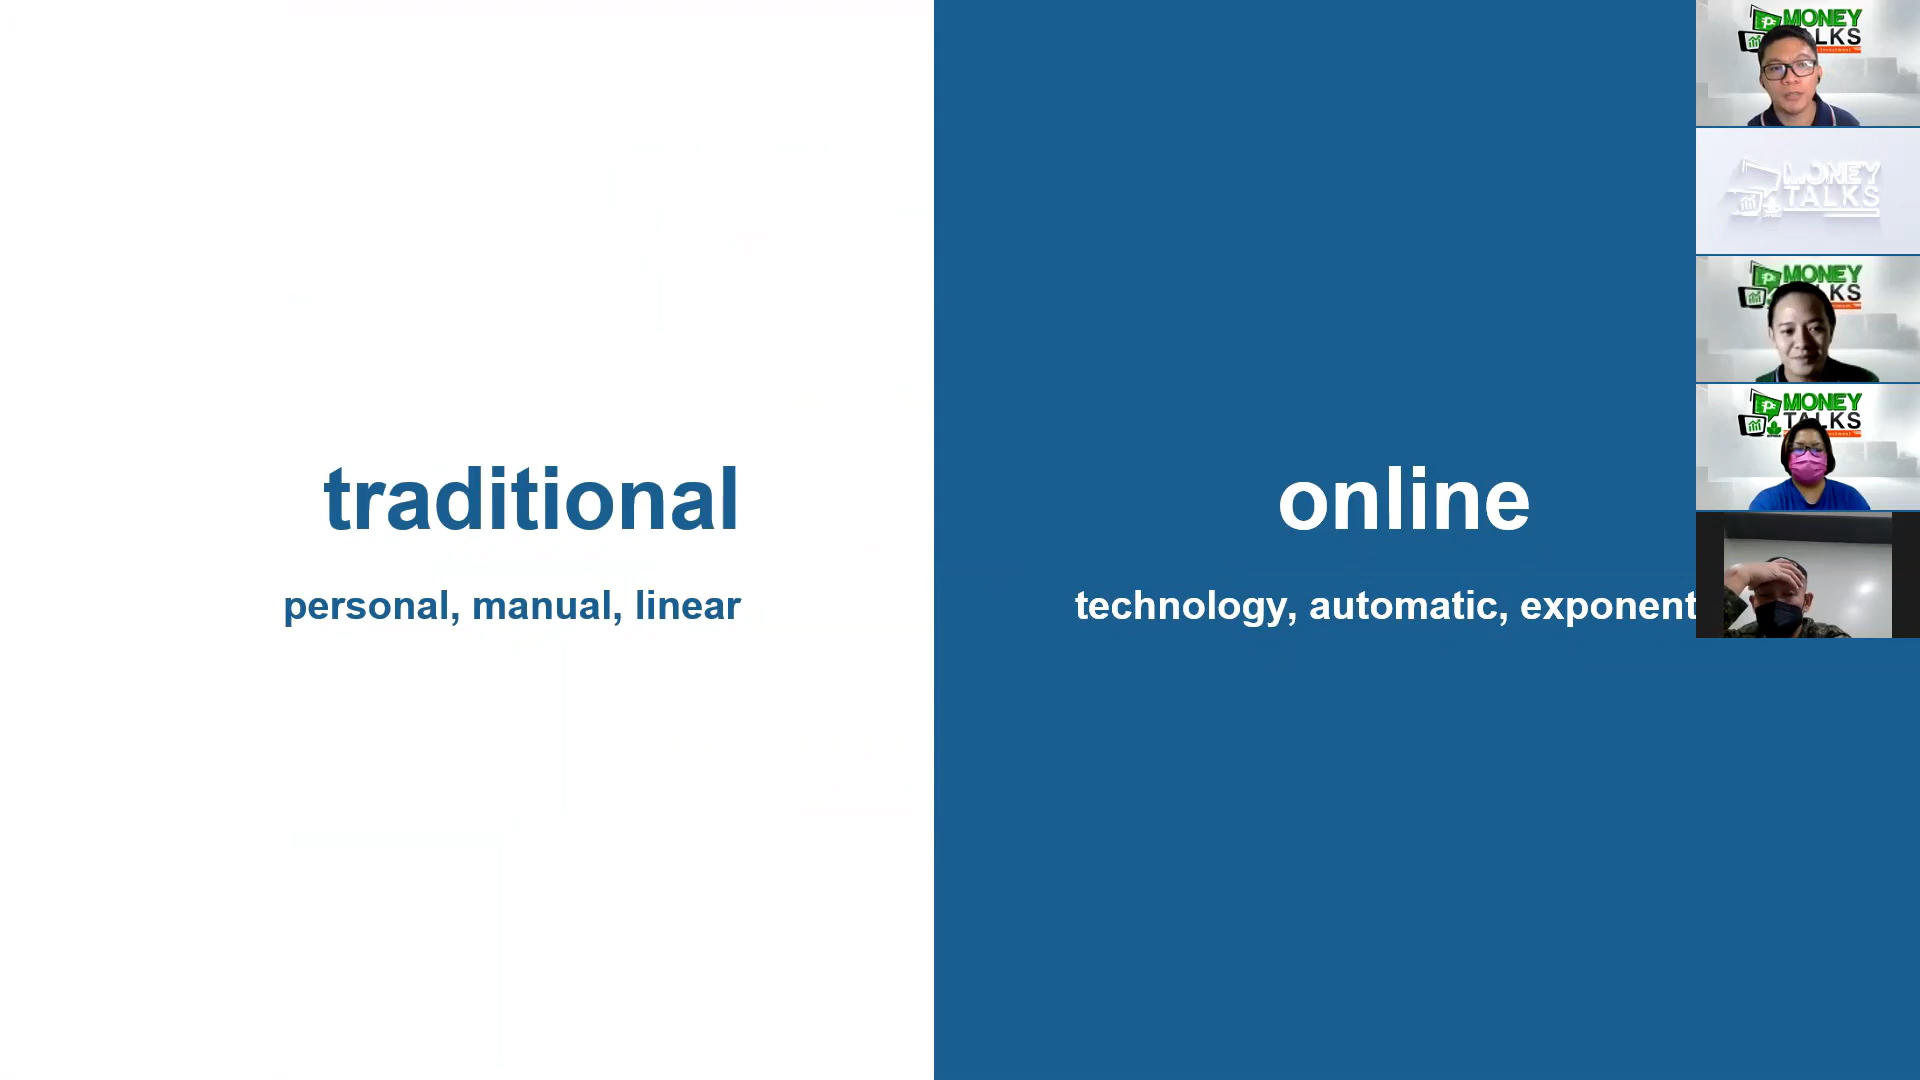 traditional
personal, manual, linear
online
technology, automatic, exponent
MONEY
TALKS
MONEY
TALKS
MONEY
TALKS
MONEY
TALKS